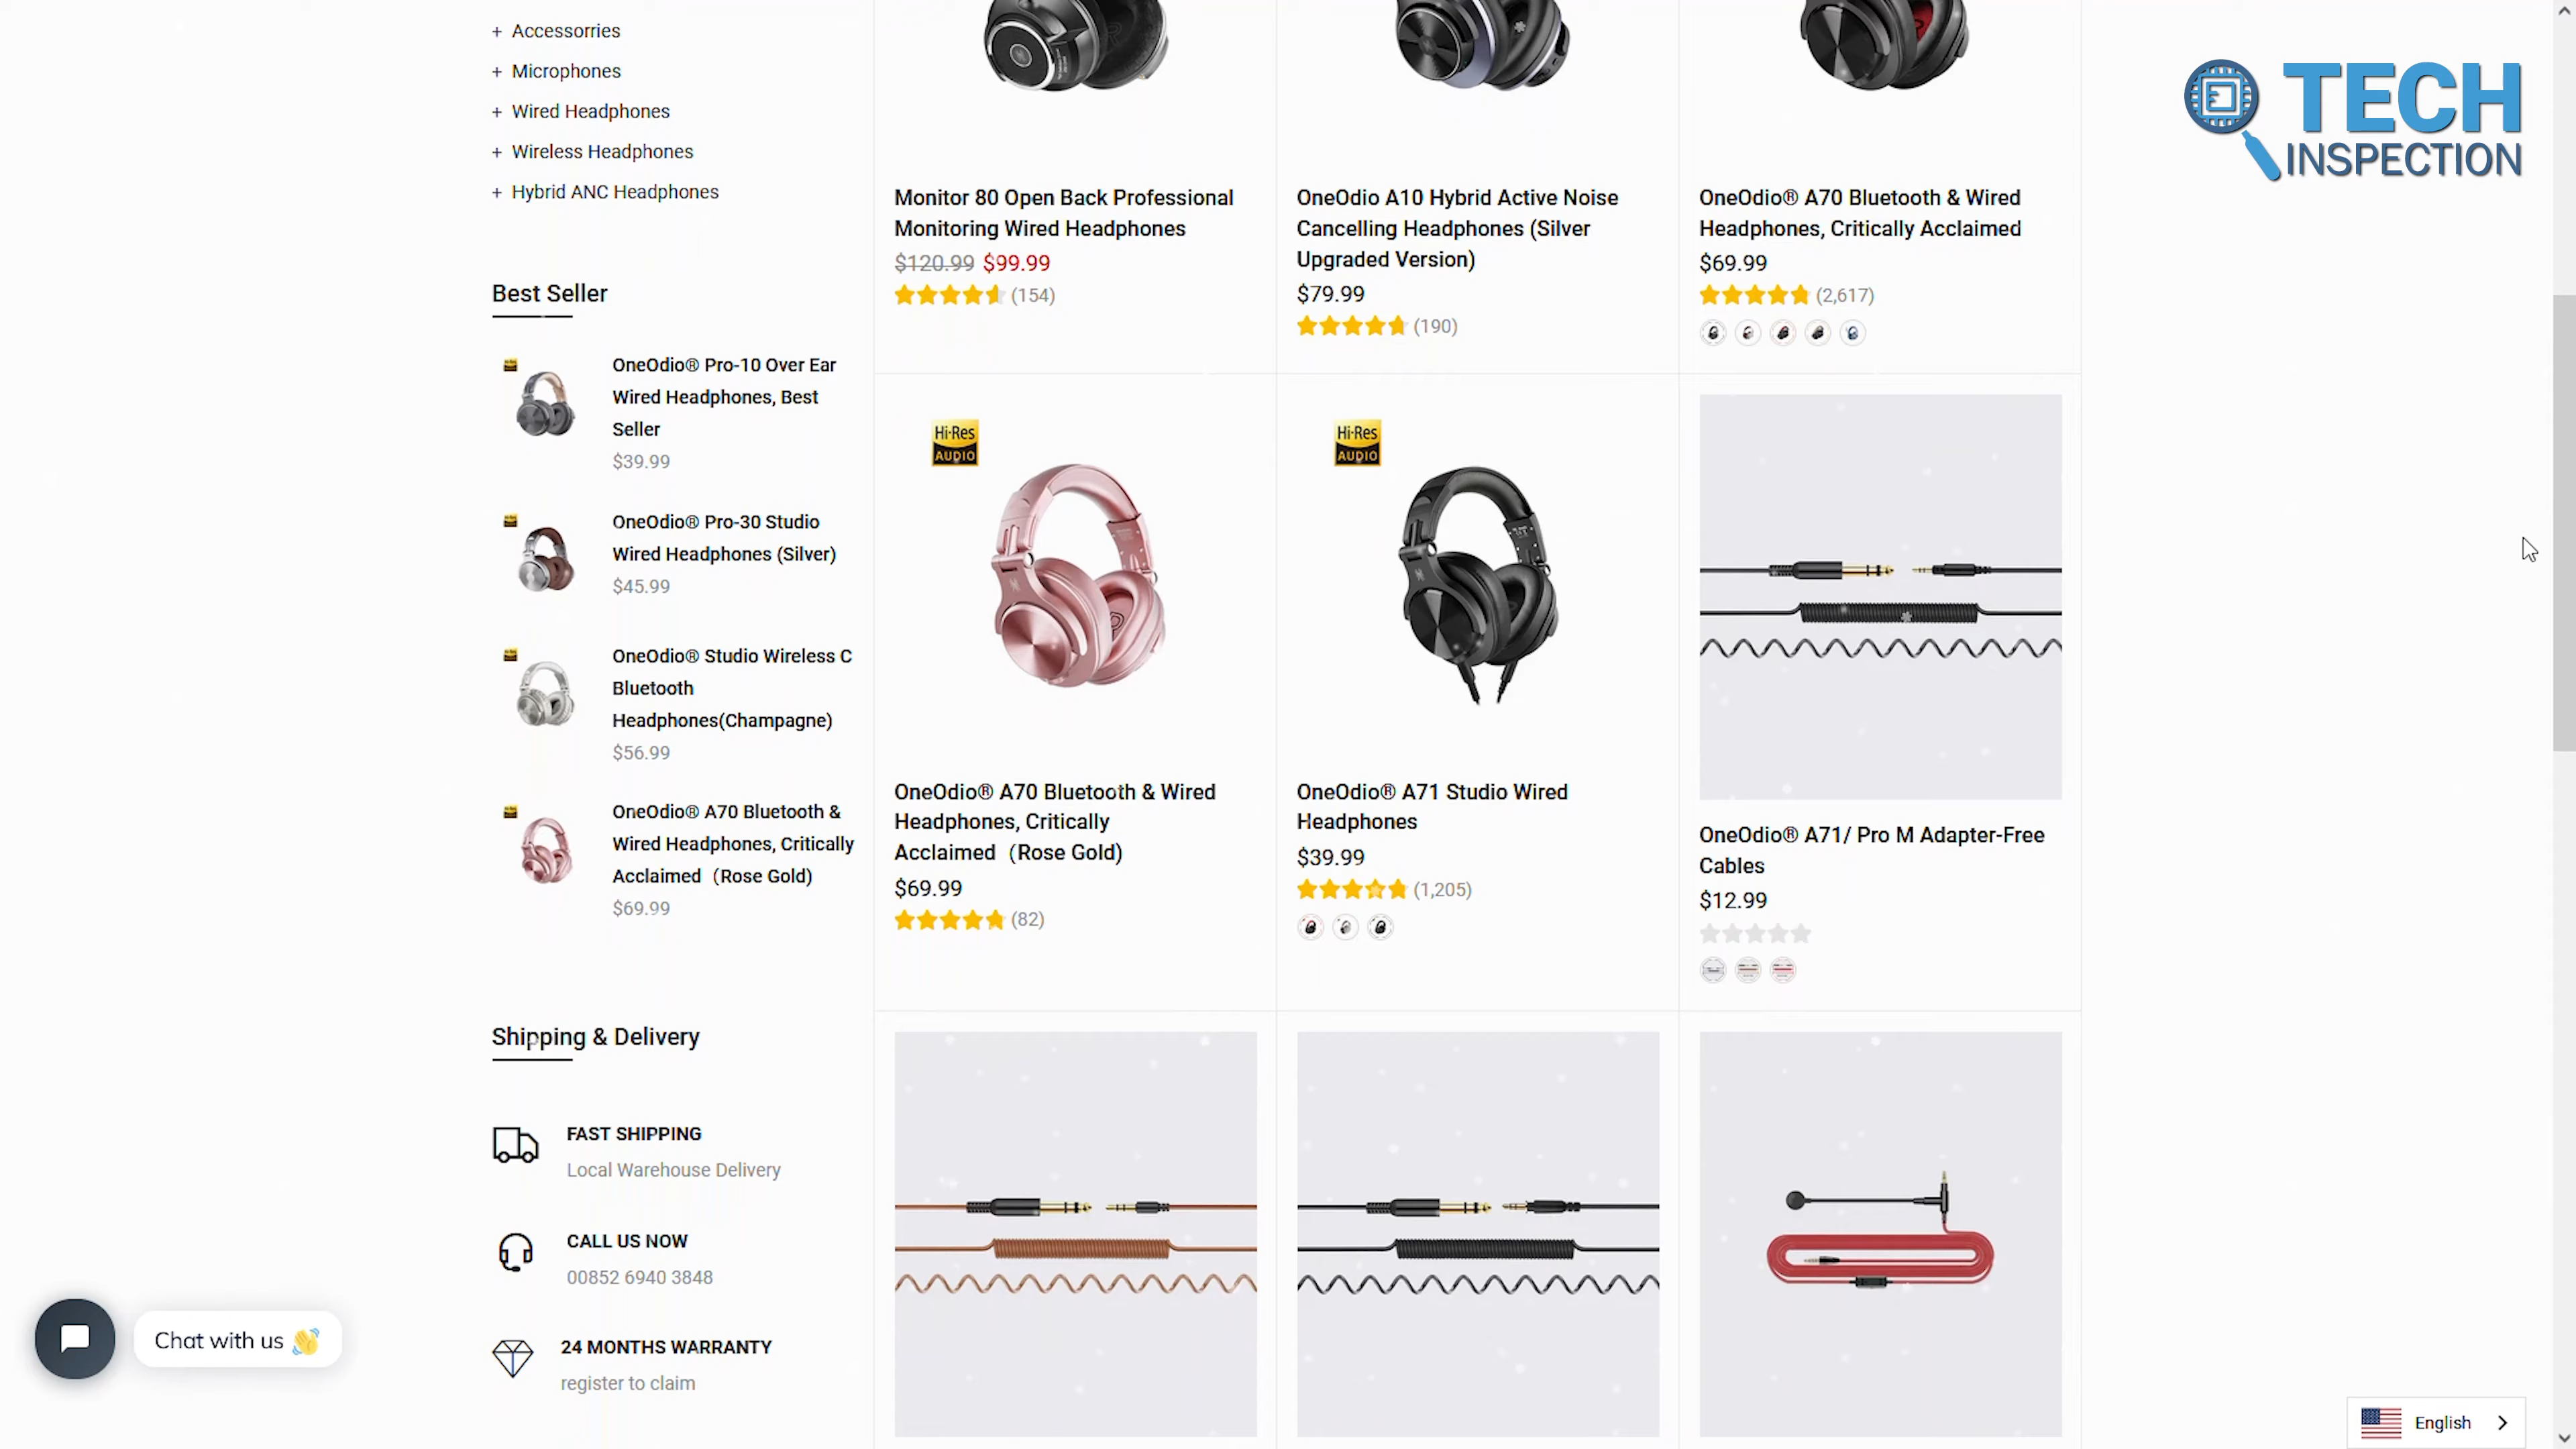 + Accessorries
+ Microphones
+ Wired Headphones
+ Wireless Headphones
+ Hybrid ANC Headphones
TECH
INSPECTION
Monitor 80 Open Back Professional
Monitoring Wired Headphones
$120.99 $99.99
(154)
OneOdio A10 Hybrid Active Noise
Cancelling Headphones (Silver
Upgraded Version)
$79.99
(190)
OneOdio® A70 Bluetooth & Wired
Headphones, Critically Acclaimed
$69.99
(2,617)
Best Seller
OneOdio® Pro-10 Over Ear
Wired Headphones, Best
Seller
$39.99
OneOdio® Pro-30 Studio
Wired Headphones (Silver)
$45.99
OneOdio® Studio Wireless C
Bluetooth
Headphones(Champagne)
$56.99
OneOdio® A70 Bluetooth &
Wired Headphones, Critically
Acclaimed（Rose Gold)
$69.99
Hi-Res
AUDIO
OneOdio® A70 Bluetooth & Wired
Headphones, Critically
Acclaimed（Rose Gold)
$69.99
(82)
Hi-Res
AUDIO
OneOdio® A71 Studio Wired
Headphones
$39.99
(1,205)
OneOdio® A71/ Pro M Adapter-Free
Cables
$12.99
Shipping & Delivery
FAST SHIPPING
Local Warehouse Delivery
CALL US NOW
00852 6940 3848
24 MONTHS WARRANTY
register to claim
Chat with us 👋
English